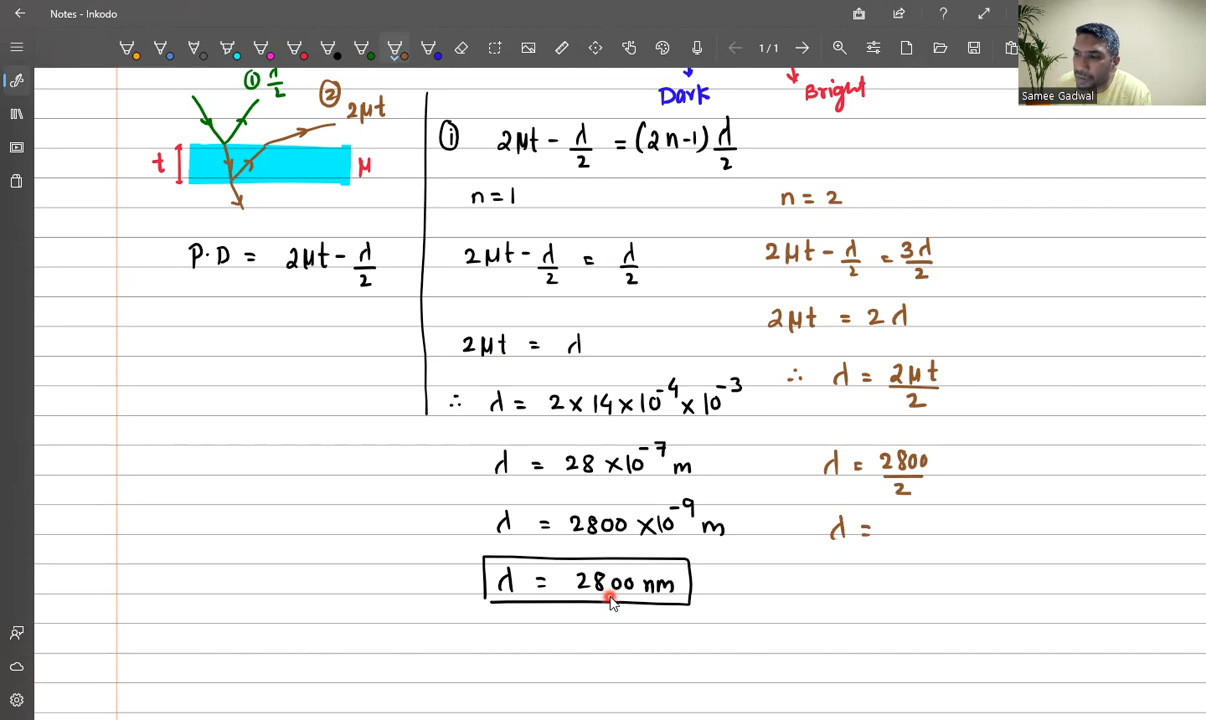 Notes - Inkodo
1/1
Samee Gadwal
① λ/2
②
2μt
t
μ
P.D = 2μt - λ/2
Dark
Bright
ⓘ 2μt - λ/2 = (2n-1) λ/2
n = 1
2μt - λ/2 = λ/2
2μt = λ
∴ λ = 2 × 14 × 10⁻⁴ × 10⁻³
λ = 28 × 10⁻⁷ m
λ = 2800 × 10⁻⁹ m
λ = 2800 nm
n = 2
2μt - λ/2 = 3λ/2
2μt = 2λ
∴ λ = 2μt/2
λ = 2800/2
λ =